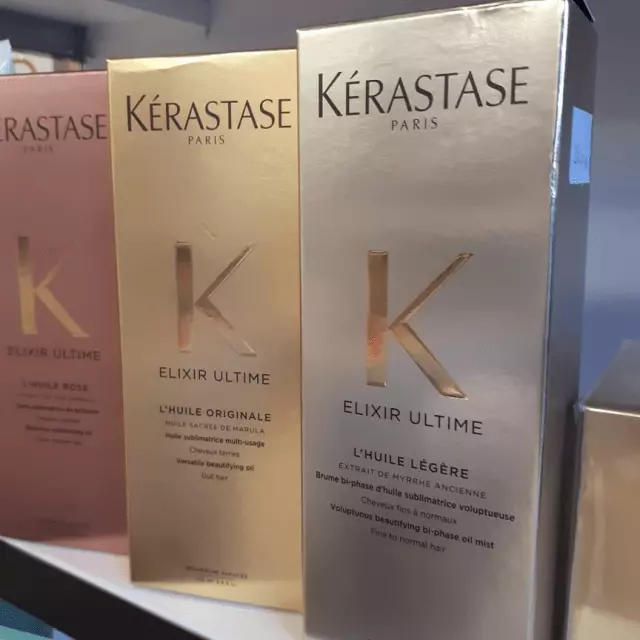 KÉRASTASE
PARIS
K
ELIXIR ULTIME
L'HUILE ROSE
KÉRASTASE
PARIS
K
ELIXIR ULTIME
L'HUILE ORIGINALE
HUILE SACRÉE DE MARULA
Huile sublimatrice multi-usage
Cheveux ternes
Versatile beautifying oil
Dull hair
KÉRASTASE
PARIS
K
ELIXIR ULTIME
L'HUILE LÉGÈRE
EXTRAIT DE MYRRHE ANCIENNE
Brume bi-phase d'huile sublimatrice voluptueuse
Cheveux fins à normaux
Voluptuous beautifying bi-phase oil mist
Fine to normal hair